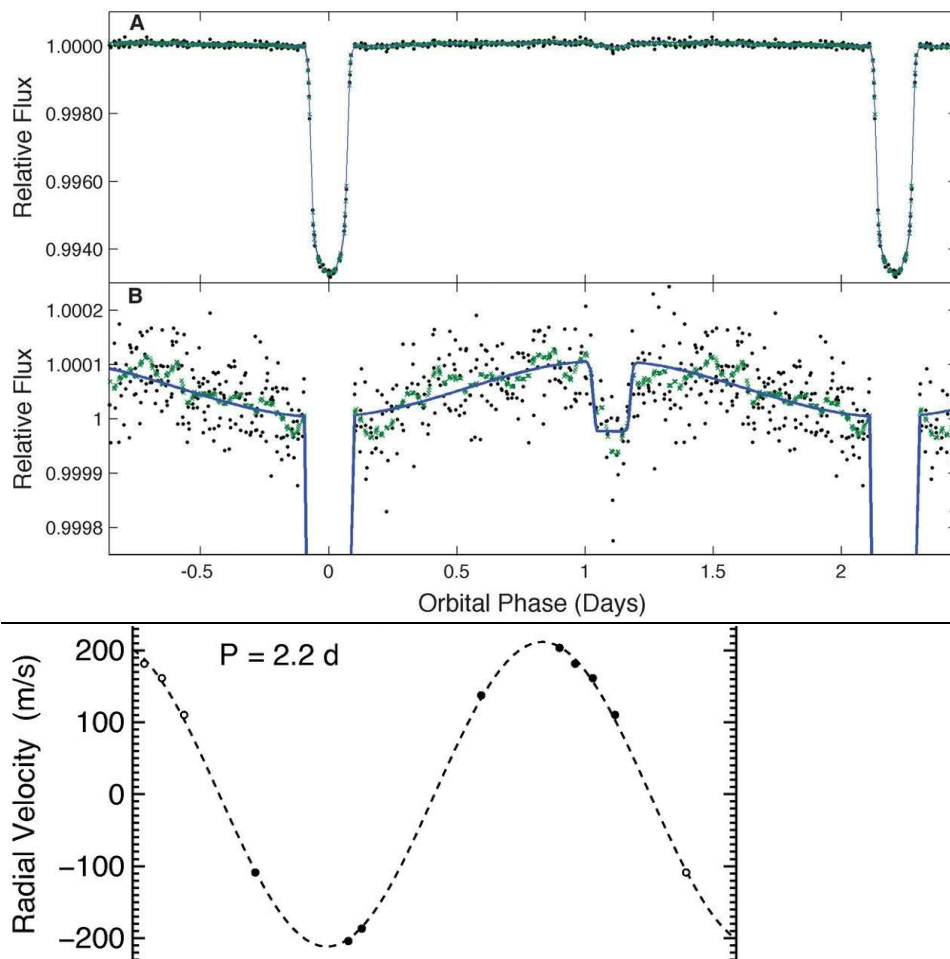 A
1.0000
0.9980
0.9960
0.9940
Relative Flux
B
1.0002
1.0001
1
0.9999
0.9998
Relative Flux
-0.5 0 0.5 1 1.5 2
Orbital Phase (Days)
P = 2.2 d
200
100
0
−100
−200
Radial Velocity (m/s)